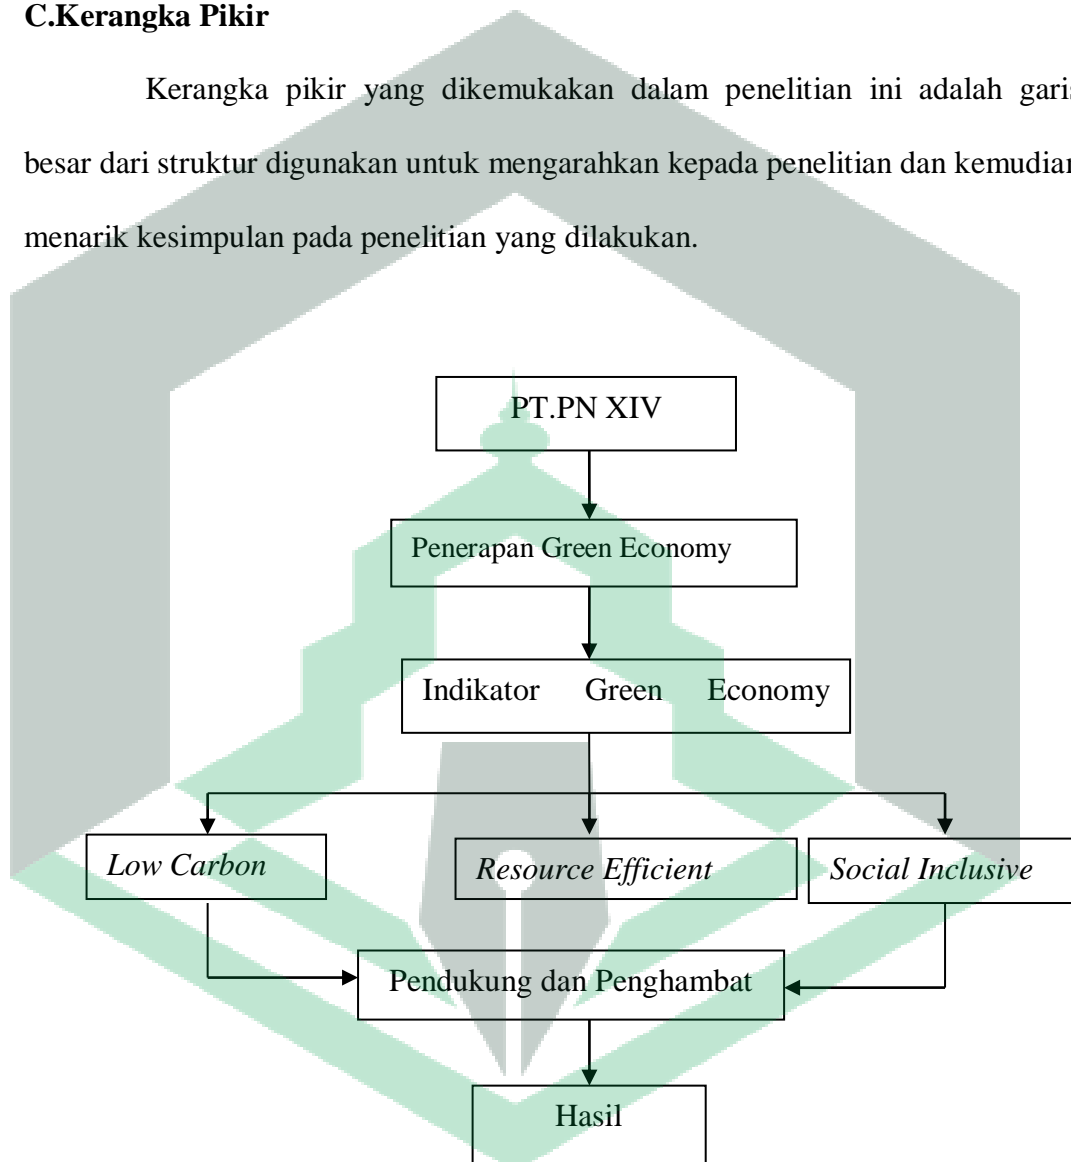 C.Kerangka Pikir
Kerangka pikir yang dikemukakan dalam penelitian ini adalah garis
besar dari struktur digunakan untuk mengarahkan kepada penelitian dan kemudian
menarik kesimpulan pada penelitian yang dilakukan.
PT.PN XIV
Penerapan Green Economy
Indikator Green Economy
Low Carbon
Resource Efficient
Social Inclusive
Pendukung dan Penghambat
Hasil